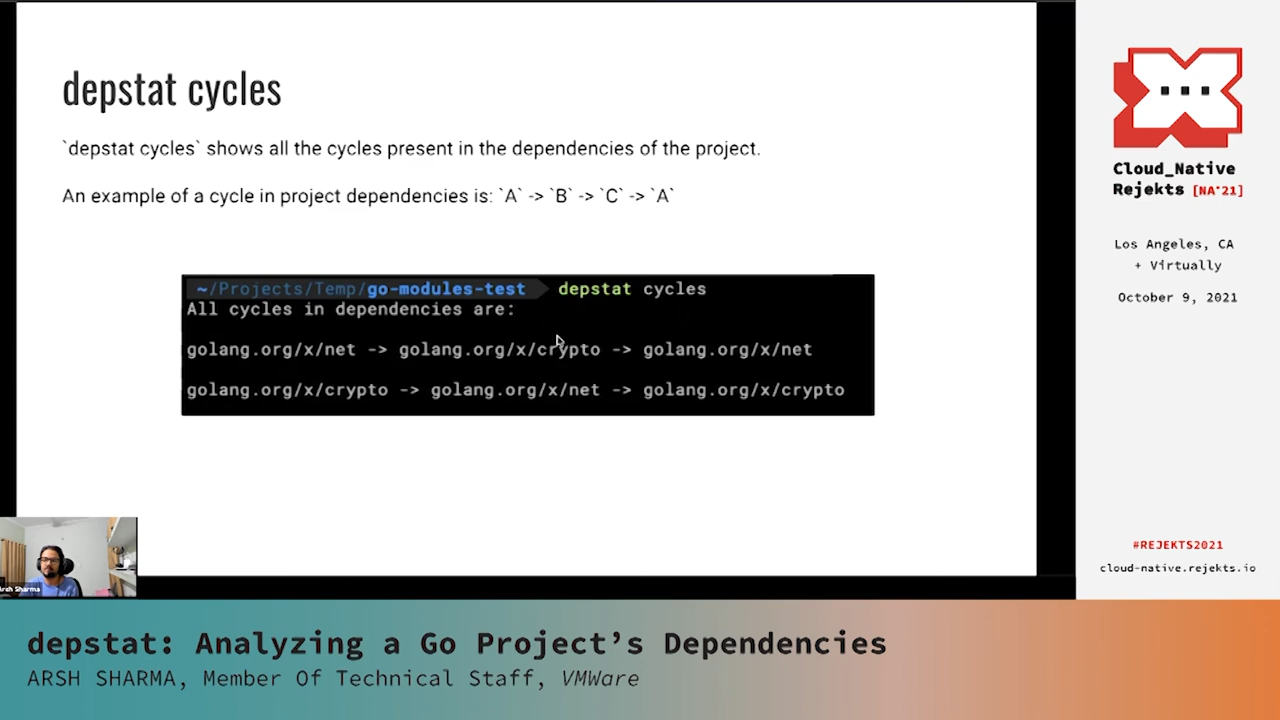 depstat cycles
`depstat cycles` shows all the cycles present in the dependencies of the project.
An example of a cycle in project dependencies is: `A` -> `B` -> `C` -> `A`
~/Projects/Temp/go-modules-test depstat cycles
All cycles in dependencies are:
golang.org/x/net -> golang.org/x/crypto -> golang.org/x/net
golang.org/x/crypto -> golang.org/x/net -> golang.org/x/crypto
Arsh Sharma
Cloud_Native
Rejekts [NA'21]
Los Angeles, CA
+ Virtually
October 9, 2021
#REJEKTS2021
cloud-native.rejekts.io
depstat: Analyzing a Go Project’s Dependencies
ARSH SHARMA, Member Of Technical Staff, VMWare